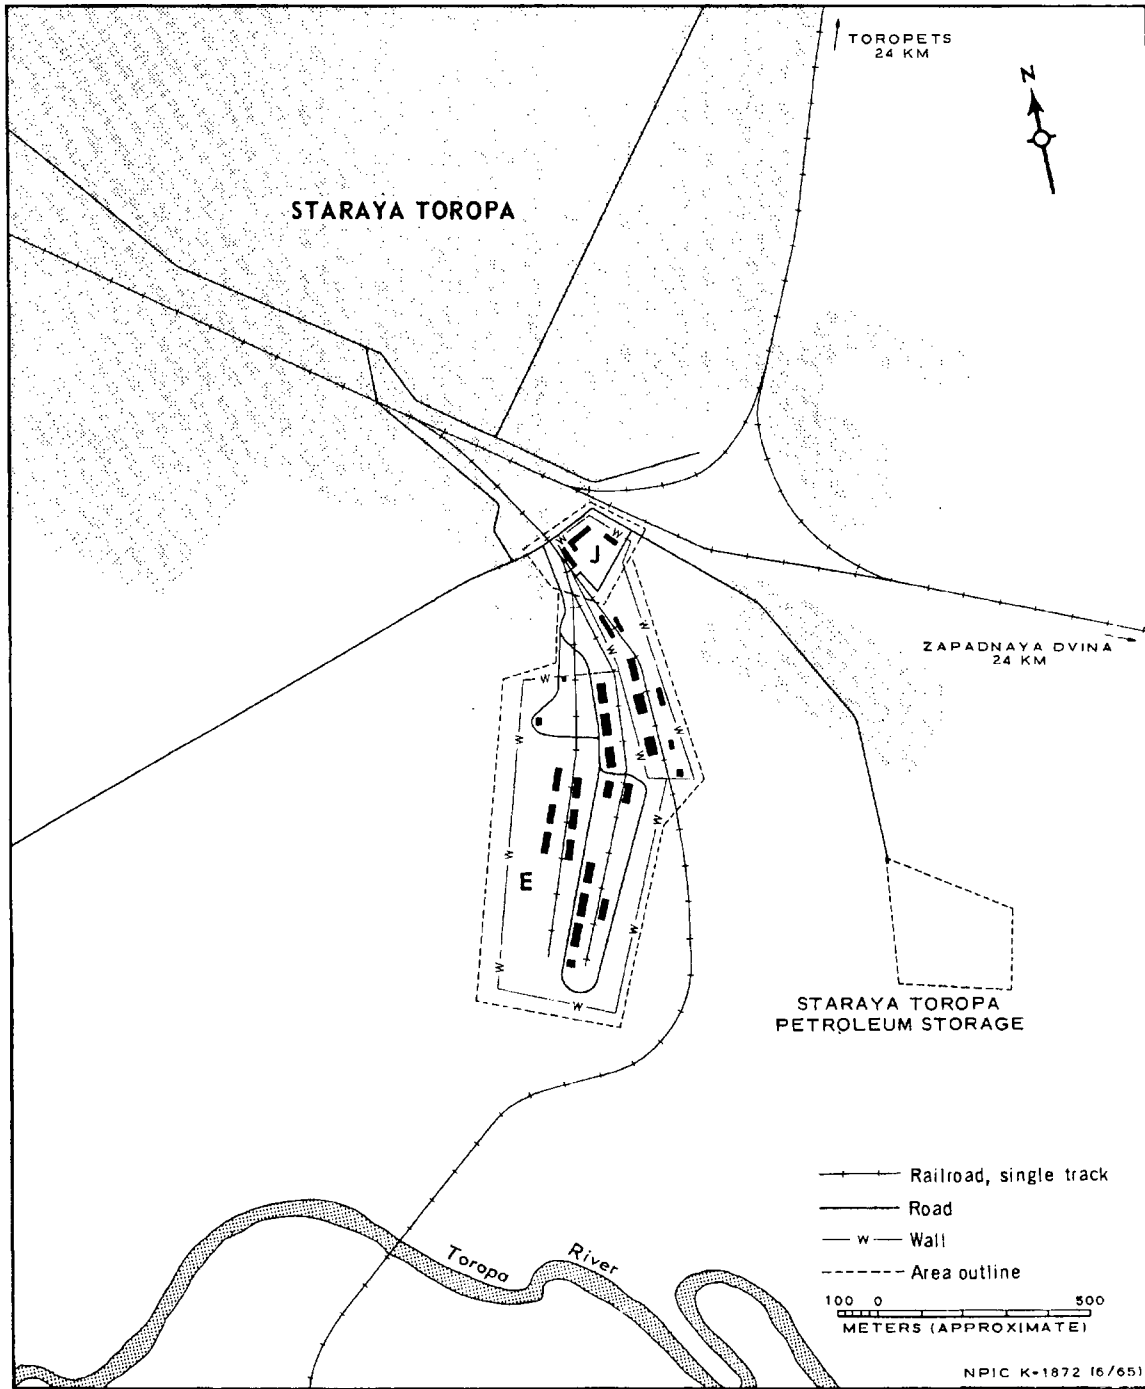 TOROPETS
24 KM
N
STARAYA TOROPA
W
W
J
W
W
ZAPADNAYA DVINA
24 KM
W
W
W
W
W
W
E
W
W
W
W
STARAYA TOROPA
PETROLEUM STORAGE
Railroad, single track
Road
W Wall
Area outline
Toropa River
100 0 500
METERS (APPROXIMATE)
NPIC K-1872 (6/65)